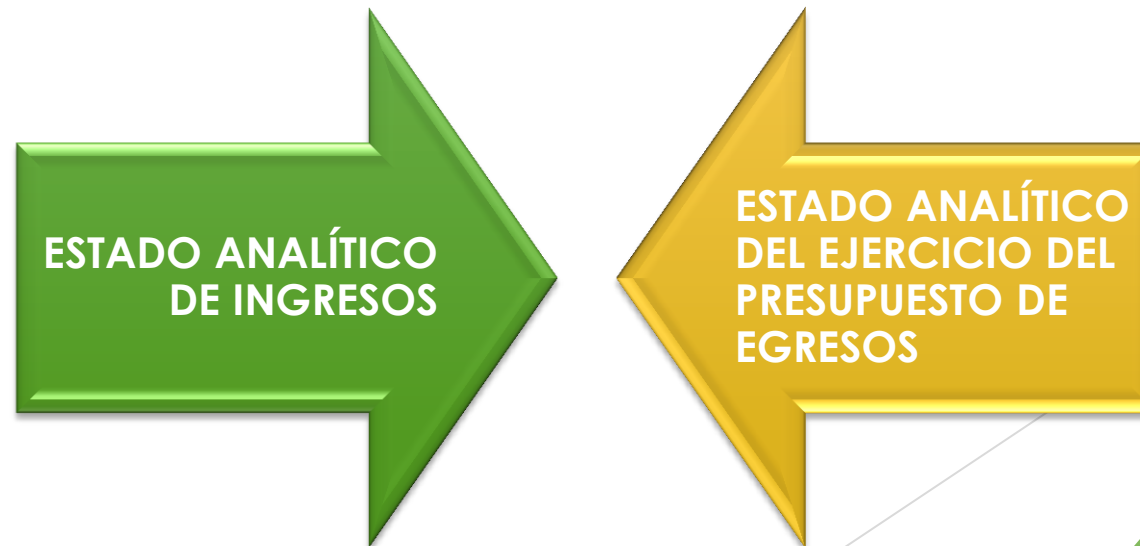 ESTADO ANALÍTICO
DE INGRESOS
ESTADO ANALÍTICO
DEL EJERCICIO DEL
PRESUPUESTO DE
EGRESOS